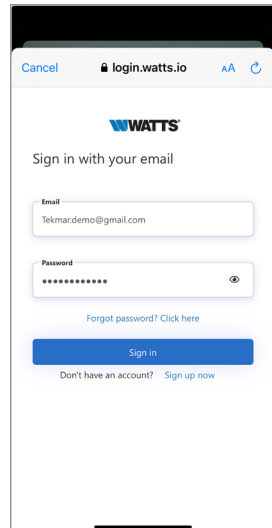 Cancel login.watts.io AA
WATTS
Sign in with your email
Email
Tekmar.demo@gmail.com
Password
••••••••••••
Forgot password? Click here
Sign in
Don't have an account? Sign up now